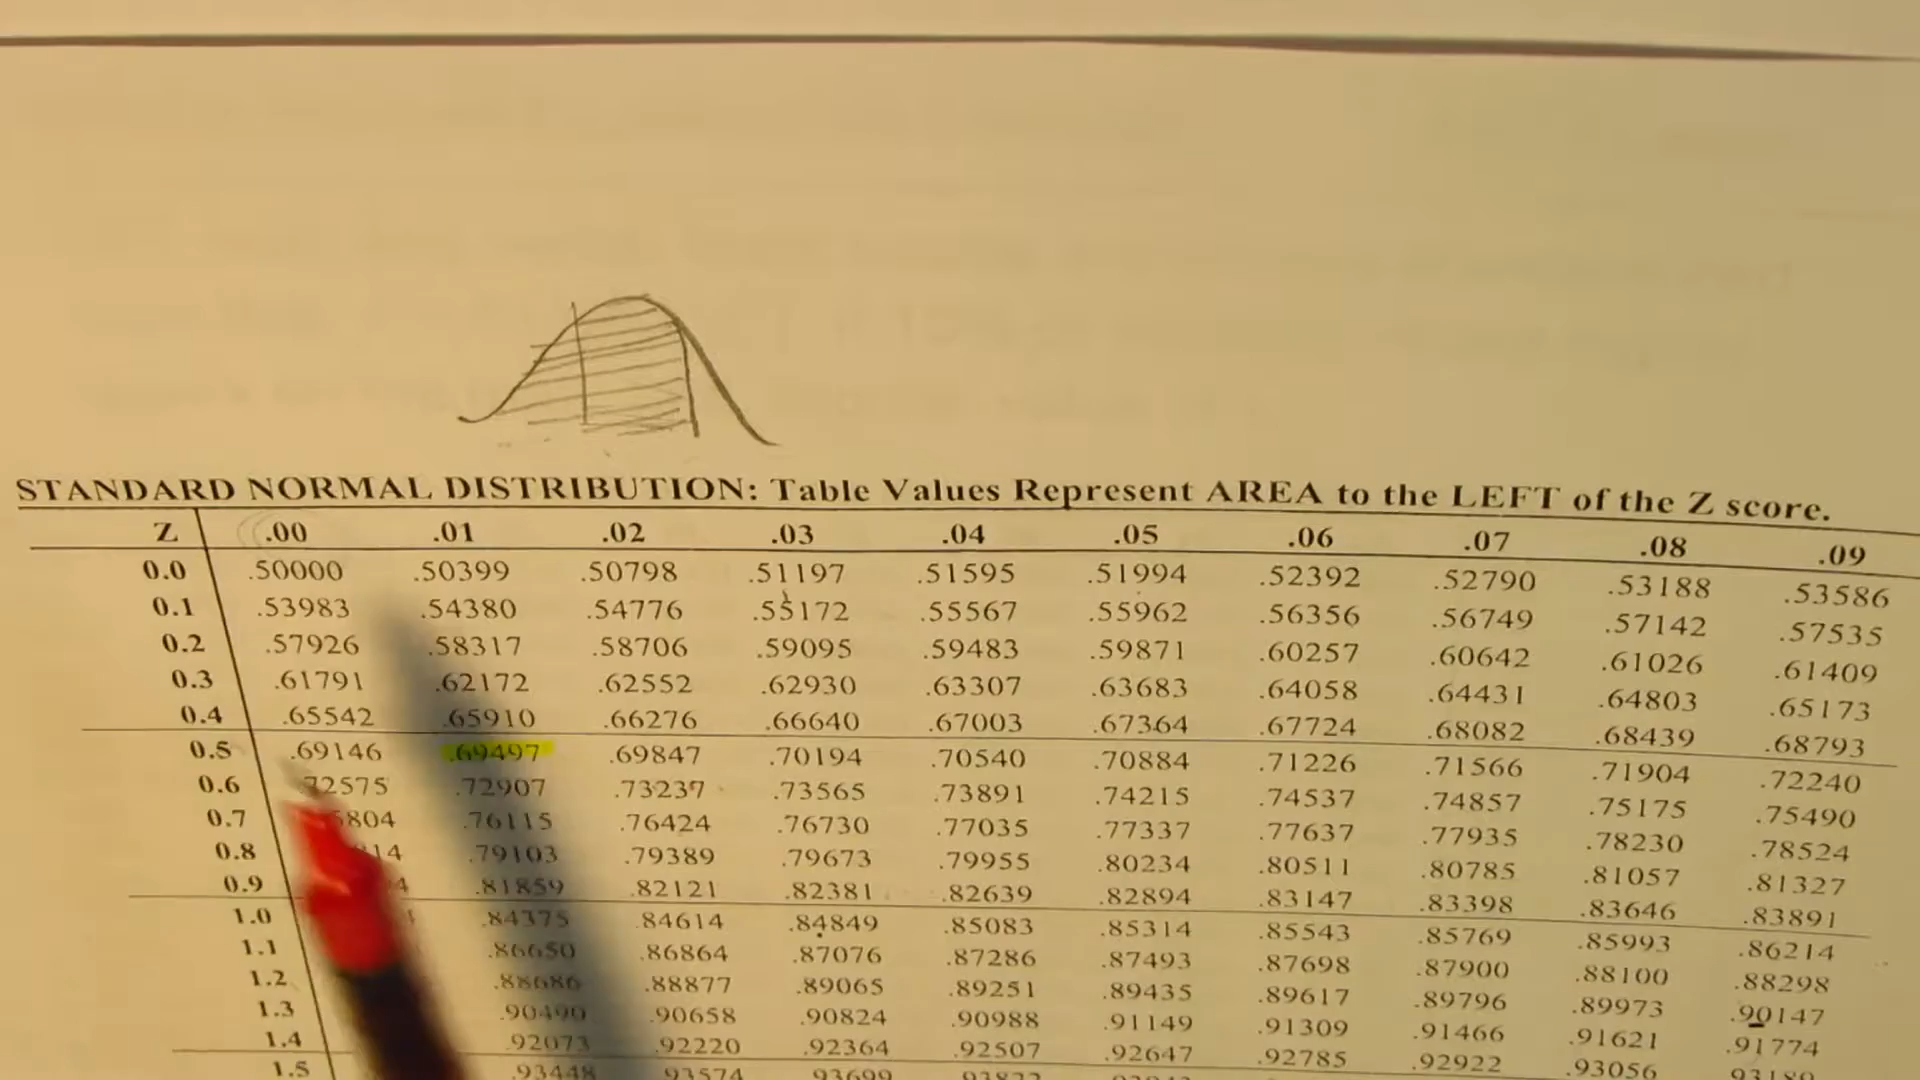 STANDARD NORMAL DISTRIBUTION: Table Values Represent AREA to the LEFT of the Z score.
Z .00 .01 .02 .03 .04 .05 .06 .07 .08 .09
0.0 .50000 .50399 .50798 .51197 .51595 .51994 .52392 .52790 .53188 .53586
0.1 .53983 .54380 .54776 .55172 .55567 .55962 .56356 .56749 .57142 .57535
0.2 .57926 .58317 .58706 .59095 .59483 .59871 .60257 .60642 .61026 .61409
0.3 .61791 .62172 .62552 .62930 .63307 .63683 .64058 .64431 .64803 .65173
0.4 .65542 .65910 .66276 .66640 .67003 .67364 .67724 .68082 .68439 .68793
0.5 .69146 .69497 .69847 .70194 .70540 .70884 .71226 .71566 .71904 .72240
0.6 .72575 .72907 .73237 .73565 .73891 .74215 .74537 .74857 .75175 .75490
0.7 .76115 .76424 .76730 .77035 .77337 .77637 .77935 .78230 .78524
0.8 .79103 .79389 .79673 .79955 .80234 .80511 .80785 .81057 .81327
0.9 .81859 .82121 .82381 .82639 .82894 .83147 .83398 .83646 .83891
1.0 .84375 .84614 .84849 .85083 .85314 .85543 .85769 .85993 .86214
1.1 .86650 .86864 .87076 .87286 .87493 .87698 .87900 .88100 .88298
1.2 .88686 .88877 .89065 .89251 .89435 .89617 .89796 .89973 .90147
1.3 .90490 .90658 .90824 .90988 .91149 .91309 .91466 .91621 .91774
1.4 .92073 .92220 .92364 .92507 .92647 .92785 .92922 .93056
1.5 .93448 .93574 .93699